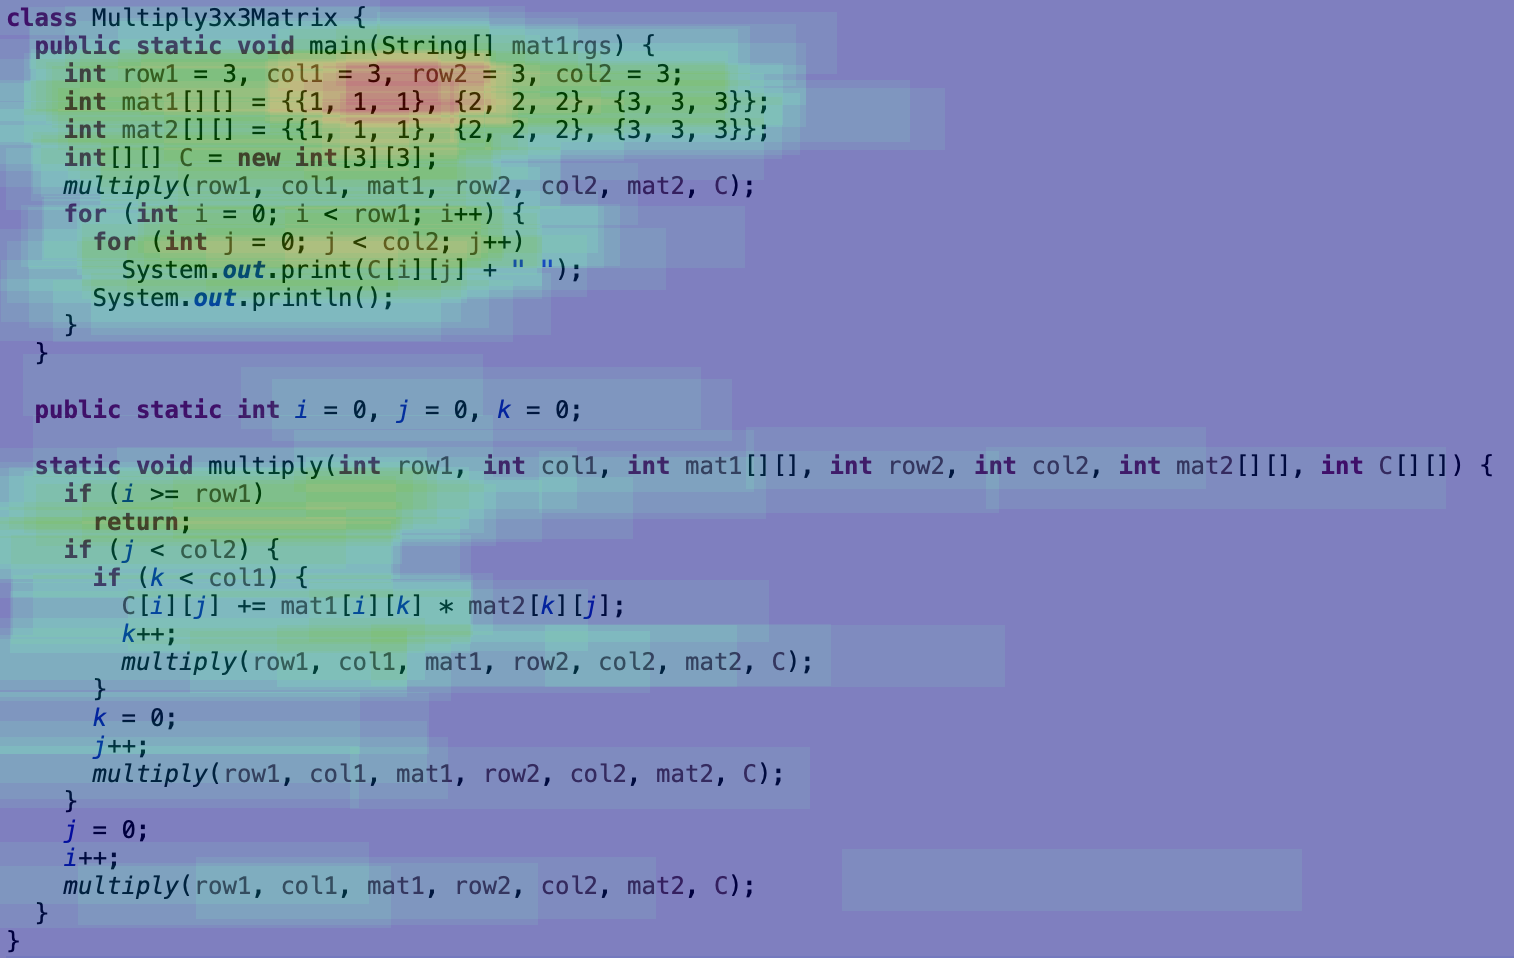 class Multiply3x3Matrix {
public static void main(String[] mat1rgs) {
int row1 = 3, col1 = 3, row2 = 3, col2 = 3;
int mat1[][] = {{1, 1, 1}, {2, 2, 2}, {3, 3, 3}};
int mat2[][] = {{1, 1, 1}, {2, 2, 2}, {3, 3, 3}};
int[][] C = new int[3][3];
multiply(row1, col1, mat1, row2, col2, mat2, C);
for (int i = 0; i < row1; i++) {
for (int j = 0; j < col2; j++)
System.out.print(C[i][j] + " ");
System.out.println();
}
}
public static int i = 0, j = 0, k = 0;
static void multiply(int row1, int col1, int mat1[][], int row2, int col2, int mat2[][], int C[][]) {
if (i >= row1)
return;
if (j < col2) {
if (k < col1) {
C[i][j] += mat1[i][k] * mat2[k][j];
k++;
multiply(row1, col1, mat1, row2, col2, mat2, C);
}
k = 0;
j++;
multiply(row1, col1, mat1, row2, col2, mat2, C);
}
j = 0;
i++;
multiply(row1, col1, mat1, row2, col2, mat2, C);
}
}